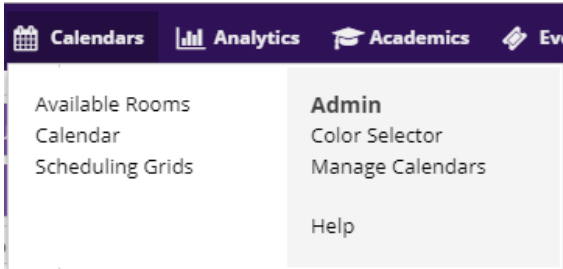 Calendars Analytics Academics
Available Rooms
Calendar
Scheduling Grids
Admin
Color Selector
Manage Calendars
Help